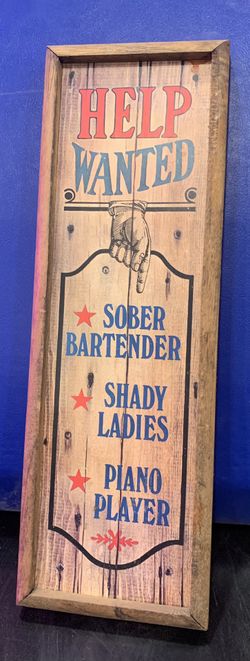 HELP
WANTED
SOBER
BARTENDER
SHADY
LADIES
PIANO
PLAYER